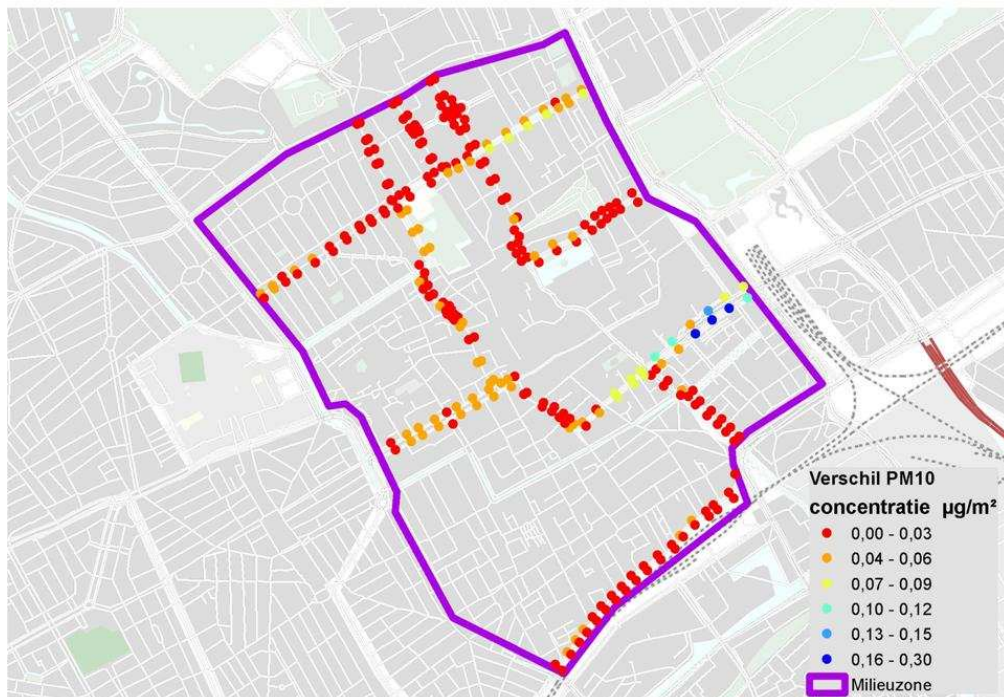 Verschil PM10
concentratie µg/m²
0,00 - 0,03
0,04 - 0,06
0,07 - 0,09
0,10 - 0,12
0,13 - 0,15
0,16 - 0,30
Milieuzone